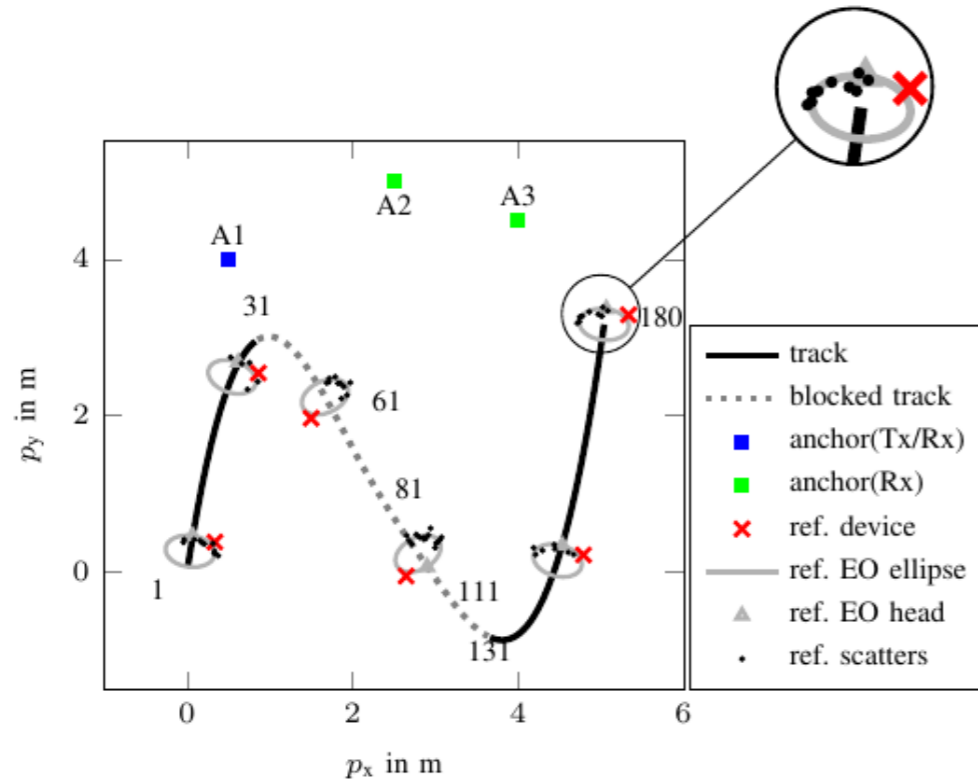 A1
A2
A3
31
61
81
1
111
131
180
0
2
4
0
2
4
6
p_y in m
p_x in m
track
blocked track
anchor(Tx/Rx)
anchor(Rx)
ref. device
ref. EO ellipse
ref. EO head
ref. scatters